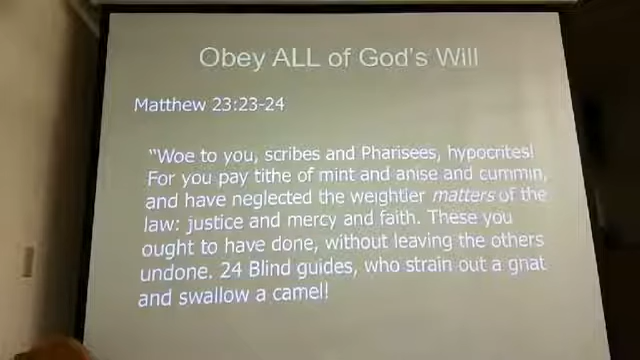 Obey ALL of God's Will
Matthew 23:23-24
"Woe to you, scribes and Pharisees, hypocrites!
For you pay tithe of mint and anise and cummin,
and have neglected the weightier matters of the
law: justice and mercy and faith. These you
ought to have done, without leaving the others
undone. 24 Blind guides, who strain out a gnat
and swallow a camel!